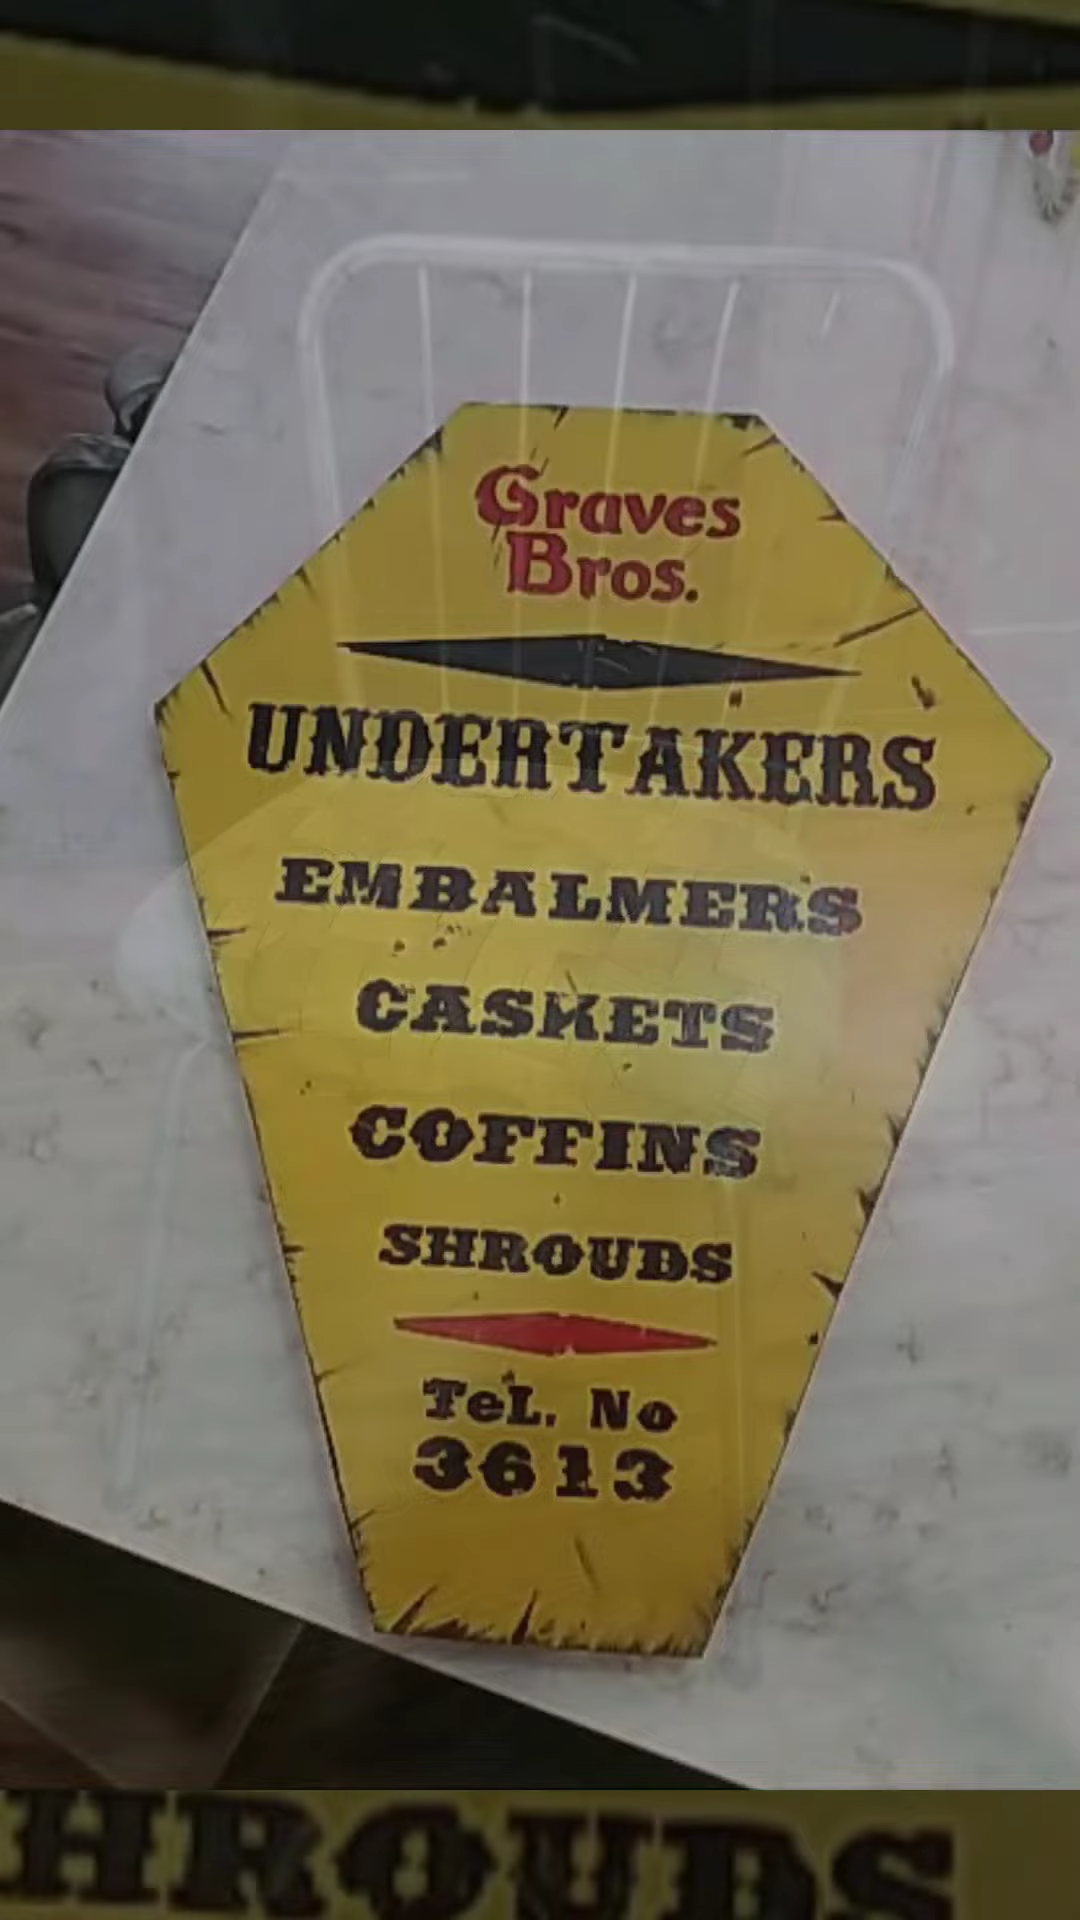 Graves
Bros.
UNDERTAKERS
EMBALMERS
CASKETS
COFFINS
SHROUDS
TeL. No
3613
HROUDS